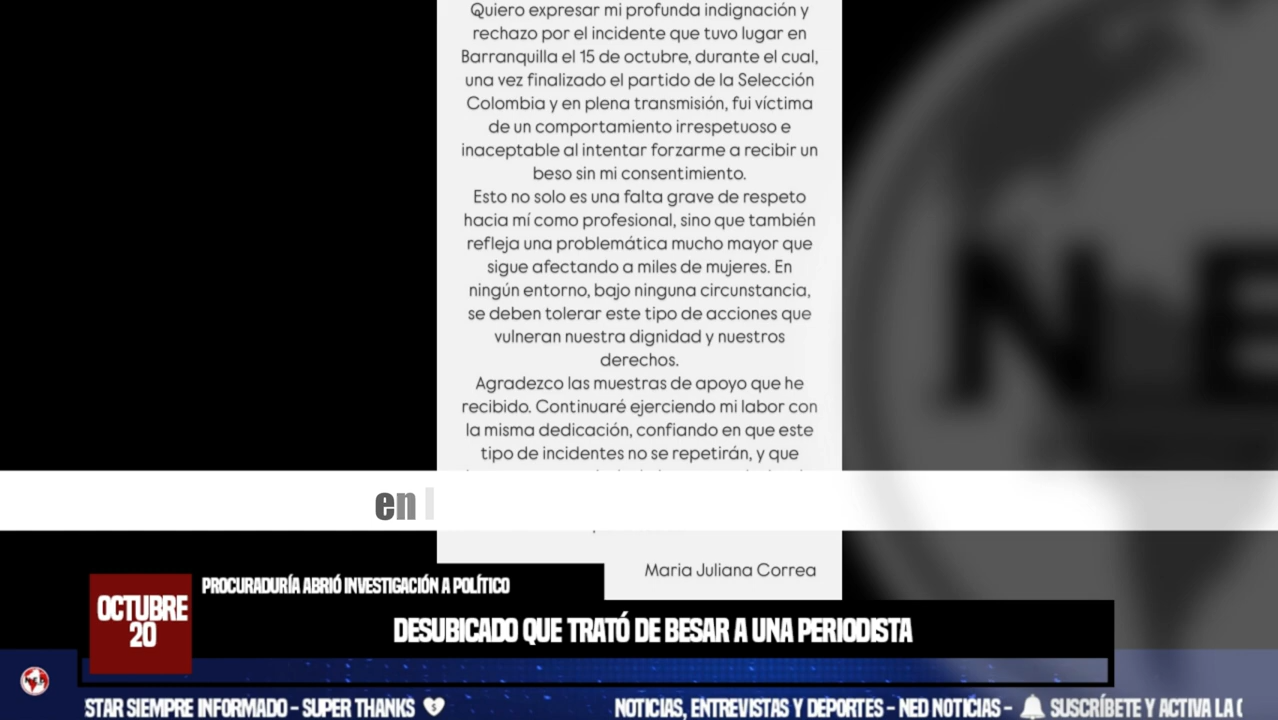 Quiero expresar mi profunda indignación y
rechazo por el incidente que tuvo lugar en
Barranquilla el 15 de octubre, durante el cual,
una vez finalizado el partido de la Selección
Colombia y en plena transmisión, fui víctima
de un comportamiento irrespetuoso e
inaceptable al intentar forzarme a recibir un
beso sin mi consentimiento.
Esto no solo es una falta grave de respeto
hacia mí como profesional, sino que también
refleja una problemática mucho mayor que
sigue afectando a miles de mujeres. En
ningún entorno, bajo ninguna circunstancia,
se deben tolerar este tipo de acciones que
vulneran nuestra dignidad y nuestros
derechos.
Agradezco las muestras de apoyo que he
recibido. Continuaré ejerciendo mi labor con
la misma dedicación, confiando en que este
tipo de incidentes no se repetirán, y que
en
Maria Juliana Correa
PROCURADURÍA ABRIÓ INVESTIGACIÓN A POLÍTICO
OCTUBRE
20
DESUBICADO QUE TRATÓ DE BESAR A UNA PERIODISTA
STAR SIEMPRE INFORMADO - SUPER THANKS
NOTICIAS, ENTREVISTAS Y DEPORTES - NED NOTICIAS -
SUSCRÍBETE Y ACTIVA LA
NE